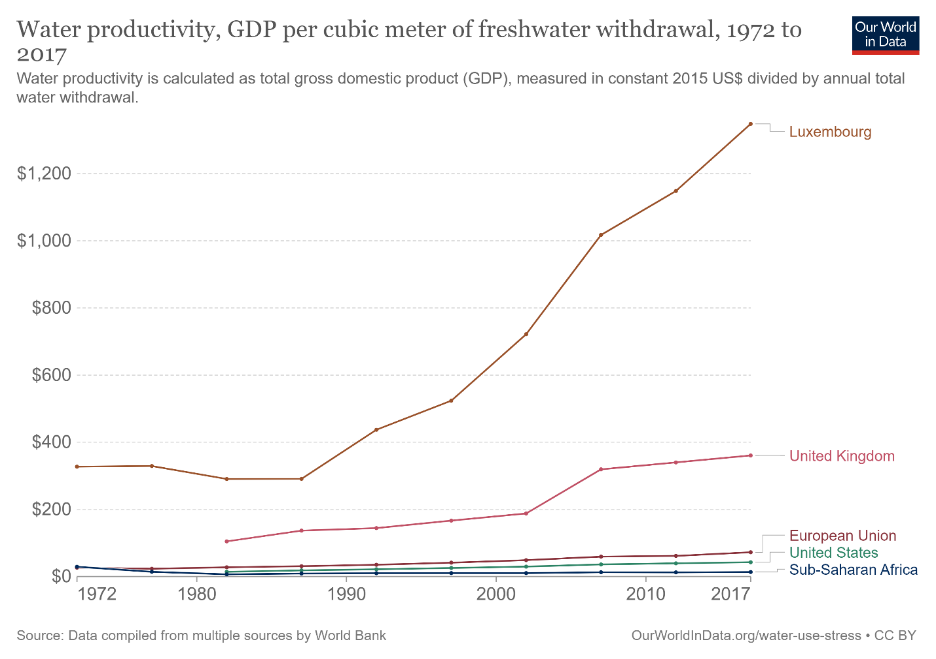 Water productivity, GDP per cubic meter of freshwater withdrawal, 1972 to
2017
Our World
in Data
Water productivity is calculated as total gross domestic product (GDP), measured in constant 2015 US$ divided by annual total
water withdrawal.
Luxembourg
$1,200
$1,000
$800
$600
$400
United Kingdom
$200
European Union
United States
Sub-Saharan Africa
$0
1972
1980
1990
2000
2010
2017
Source: Data compiled from multiple sources by World Bank
OurWorldInData.org/water-use-stress • CC BY